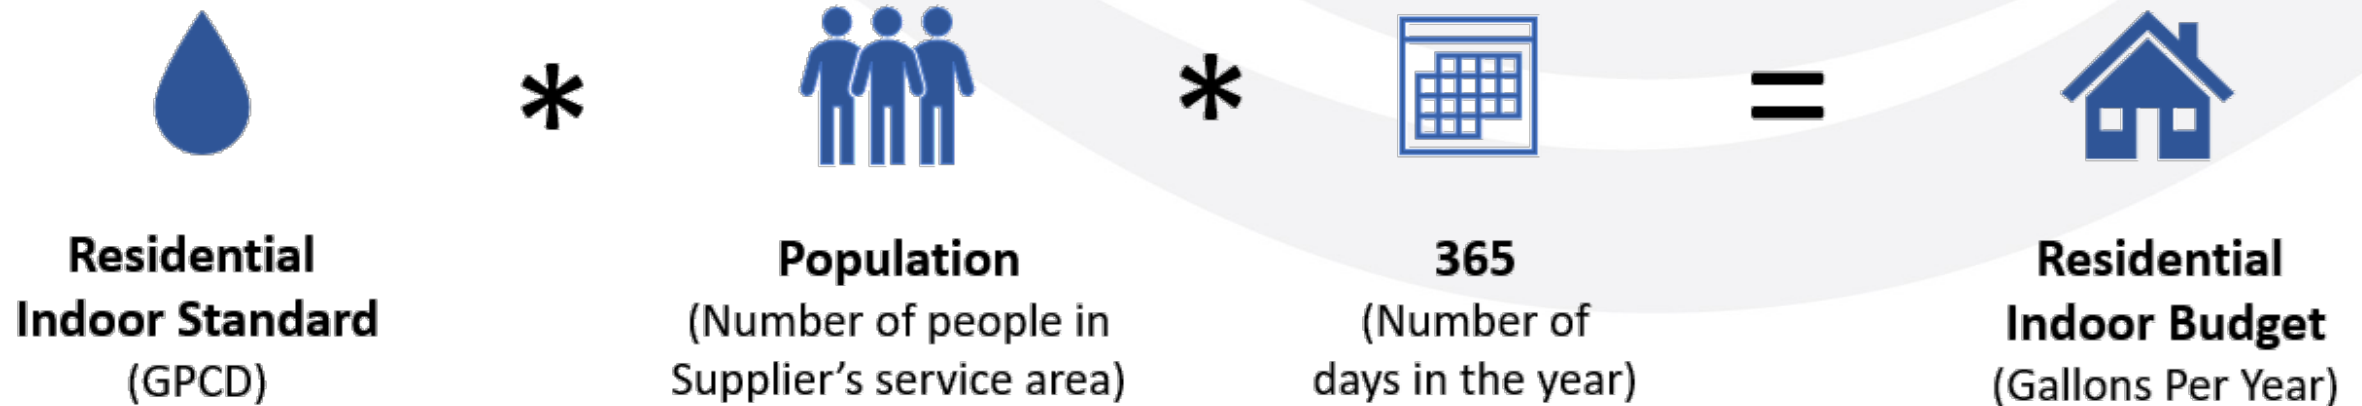 * * =
Residential
Indoor Standard
(GPCD)
Population
(Number of people in
Supplier's service area)
365
(Number of
days in the year)
Residential
Indoor Budget
(Gallons Per Year)